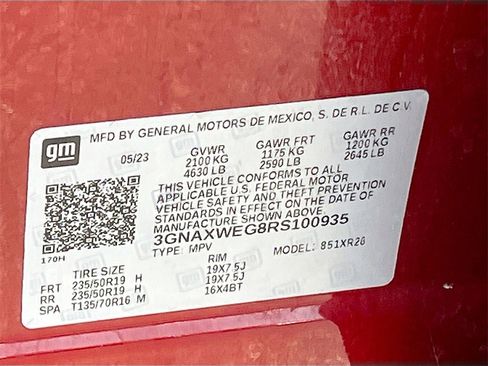 gm
MFD BY GENERAL MOTORS DE MEXICO, S. DE R.L. DE C.V.
05/23 GVWR GAWR FRT GAWR RR
2100 KG 1175 KG 1200 KG
4630 LB 2590 LB 2645 LB
THIS VEHICLE CONFORMS TO ALL
APPLICABLE U.S. FEDERAL MOTOR
VEHICLE SAFETY AND THEFT PREVENTION
STANDARDS IN EFFECT ON THE DATE OF
MANUFACTURE SHOWN ABOVE.
3GNAXWEG8RS100935
170H TYPE: MPV MODEL: 851XR26
TIRE SIZE RIM
FRT 235/50R19 H 19X7.5J
RR 235/50R19 H 19X7.5J
SPA T135/70R16 M 16X4BT